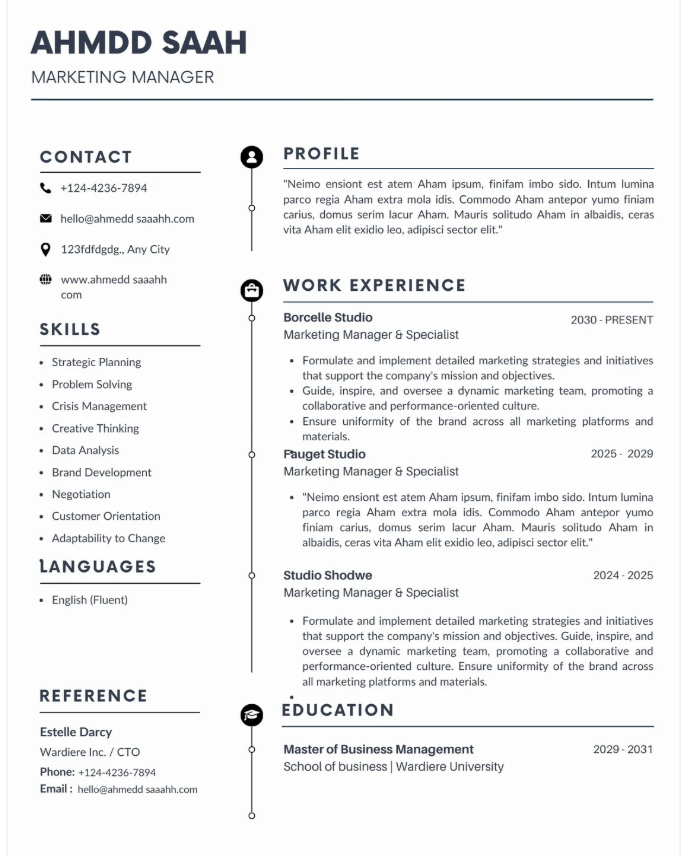 AHMDD SAAH
MARKETING MANAGER
CONTACT
+124-4236-7894
hello@ahmedd saaahh.com
123fdfdgdg., Any City
www.ahmedd saaahh
com
SKILLS
• Strategic Planning
• Problem Solving
• Crisis Management
• Creative Thinking
• Data Analysis
• Brand Development
• Negotiation
• Customer Orientation
• Adaptability to Change
LANGUAGES
• English (Fluent)
REFERENCE
Estelle Darcy
Wardiere Inc. / CTO
Phone: +124-4236-7894
Email : hello@ahmedd saaahh.com
PROFILE
"Neimo ensiont est atem Aham ipsum, finifam imbo sido. Intum lumina
parco regia Aham extra mola idis. Commodo Aham antepor yumo finiam
carius, domus serim lacur Aham. Mauris solitudo Aham in albaidis, ceras
vita Aham elit exidio leo, adipisci sector elit."
WORK EXPERIENCE
Borcelle Studio 2030 - PRESENT
Marketing Manager & Specialist
• Formulate and implement detailed marketing strategies and initiatives
that support the company's mission and objectives.
• Guide, inspire, and oversee a dynamic marketing team, promoting a
collaborative and performance-oriented culture.
• Ensure uniformity of the brand across all marketing platforms and
materials.
Fauget Studio 2025 - 2029
Marketing Manager & Specialist
• "Neimo ensiont est atem Aham ipsum, finifam imbo sido. Intum lumina
parco regia Aham extra mola idis. Commodo Aham antepor yumo
finiam carius, domus serim lacur Aham. Mauris solitudo Aham in
albaidis, ceras vita Aham elit exidio leo, adipisci sector elit."
Studio Shodwe 2024 - 2025
Marketing Manager & Specialist
• Formulate and implement detailed marketing strategies and initiatives
that support the company's mission and objectives. Guide, inspire, and
oversee a dynamic marketing team, promoting a collaborative and
performance-oriented culture. Ensure uniformity of the brand across
all marketing platforms and materials.
EDUCATION
Master of Business Management 2029 - 2031
School of business | Wardiere University